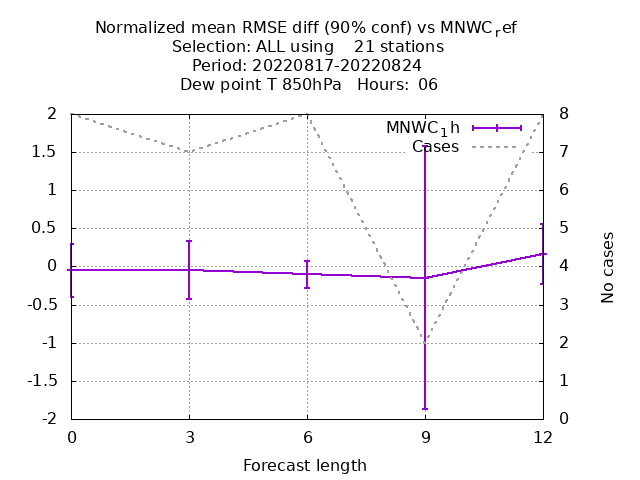 Normalized mean RMSE diff (90% conf) vs MNWCref
Selection: ALL using 21 stations
Period: 20220817-20220824
Dew point T 850hPa Hours: 06
MNWC1h
Cases
2
1.5
1
0.5
0
-0.5
-1
-1.5
-2
8
7
6
5
4
3
2
1
0
No cases
0 3 6 9 12
Forecast length